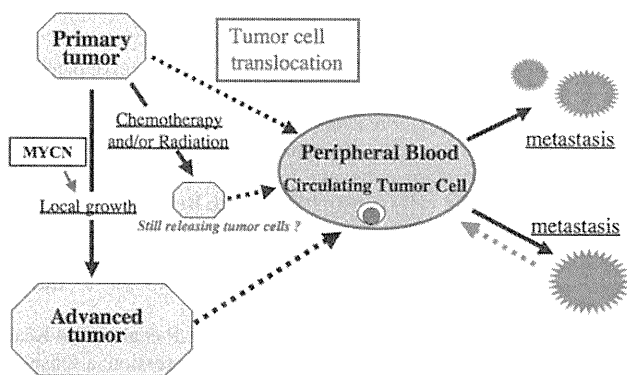 Primary
tumor
Tumor cell
translocation
Chemotherapy
and/or Radiation
MYCN
Local growth
Still releasing tumor cells ?
Peripheral Blood
Circulating Tumor Cell
metastasis
metastasis
Advanced
tumor